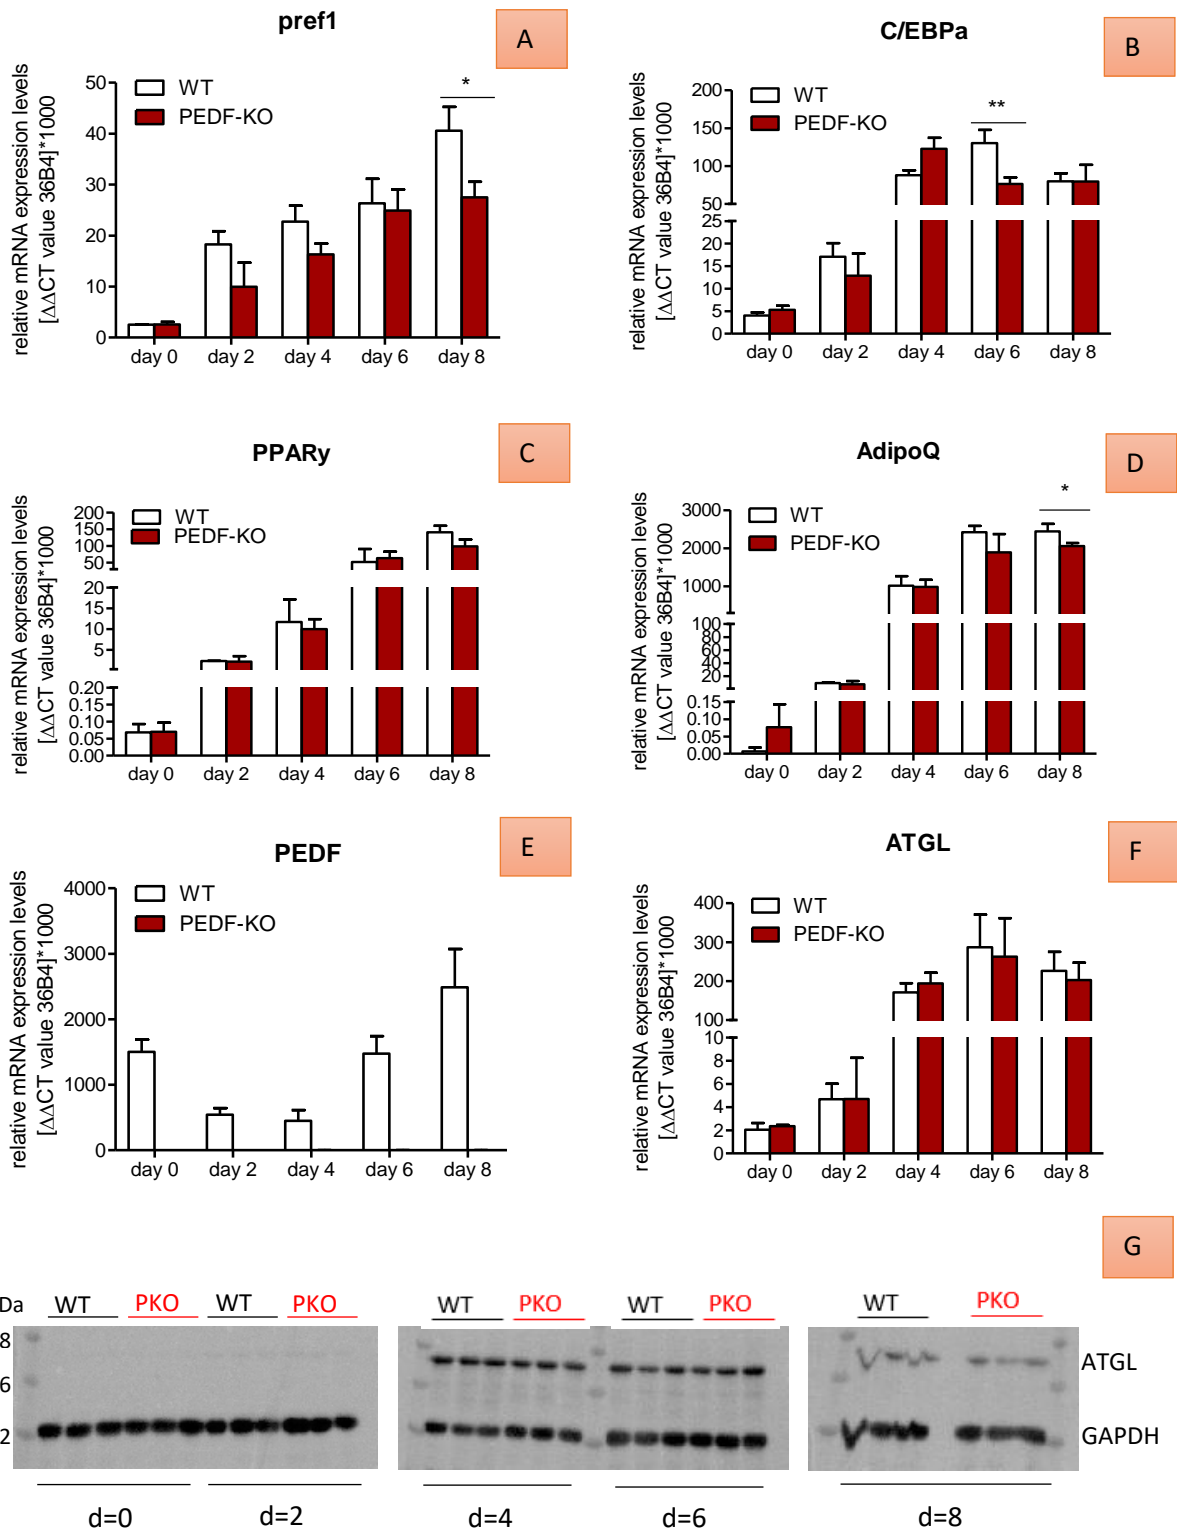 pref1
A
relative mRNA expression levels
[ΔΔCT value 36B4]*1000
50
40
30
20
10
0
WT
PEDF-KO
*
day 0 day 2 day 4 day 6 day 8
C/EBPa
B
relative mRNA expression levels
[ΔΔCT value 36B4]*1000
200
150
100
50
25
20
15
10
5
0
WT
PEDF-KO
**
day 0 day 2 day 4 day 6 day 8
PPARy
C
relative mRNA expression levels
[ΔΔCT value 36B4]*1000
200
150
100
50
20
15
10
5
0.20
0.15
0.10
0.05
0.00
WT
PEDF-KO
day 0 day 2 day 4 day 6 day 8
AdipoQ
D
relative mRNA expression levels
[ΔΔCT value 36B4]*1000
3000
2000
1000
100
80
60
40
20
0.15
0.10
0.05
0.00
WT
PEDF-KO
*
day 0 day 2 day 4 day 6 day 8
PEDF
E
relative mRNA expression levels
[ΔΔCT value 36B4]*1000
4000
3000
2000
1000
0
WT
PEDF-KO
day 0 day 2 day 4 day 6 day 8
ATGL
F
relative mRNA expression levels
[ΔΔCT value 36B4]*1000
400
300
200
100
10
8
6
4
2
0
WT
PEDF-KO
day 0 day 2 day 4 day 6 day 8
G
Da WT PKO WT PKO WT PKO WT PKO WT PKO
8
6
2
ATGL
GAPDH
d=0 d=2 d=4 d=6 d=8